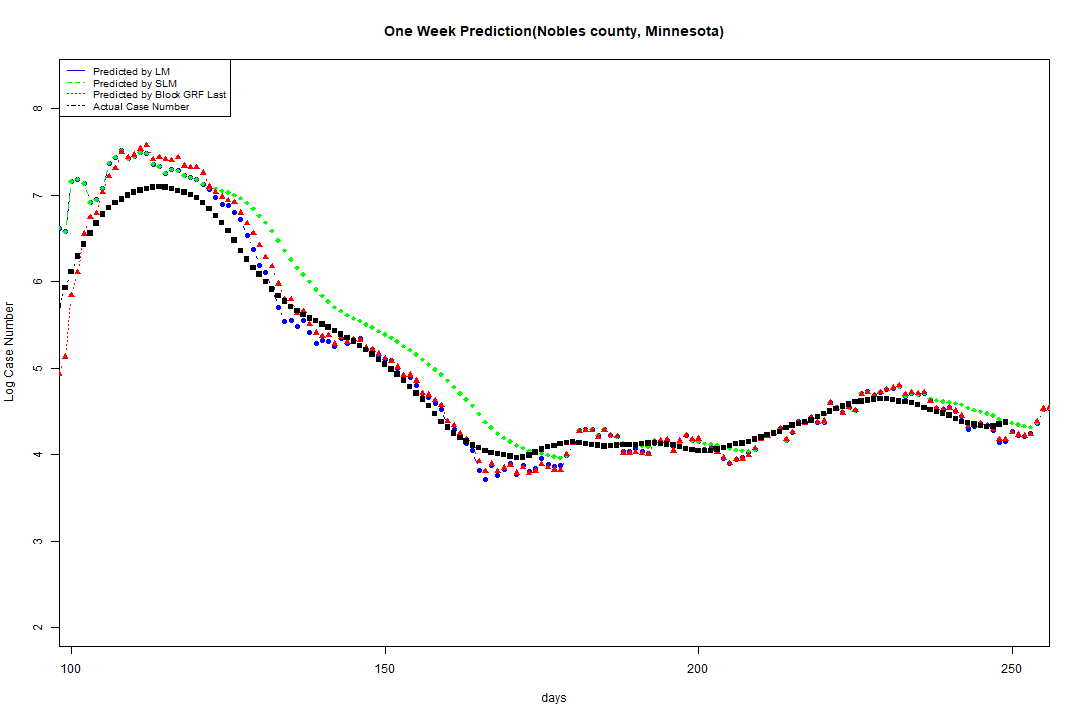 One Week Prediction(Nobles county, Minnesota)
Predicted by LM
Predicted by SLM
Predicted by Block GRF Last
Actual Case Number
8
7
6
5
4
3
2
Log Case Number
100 150 200 250
days